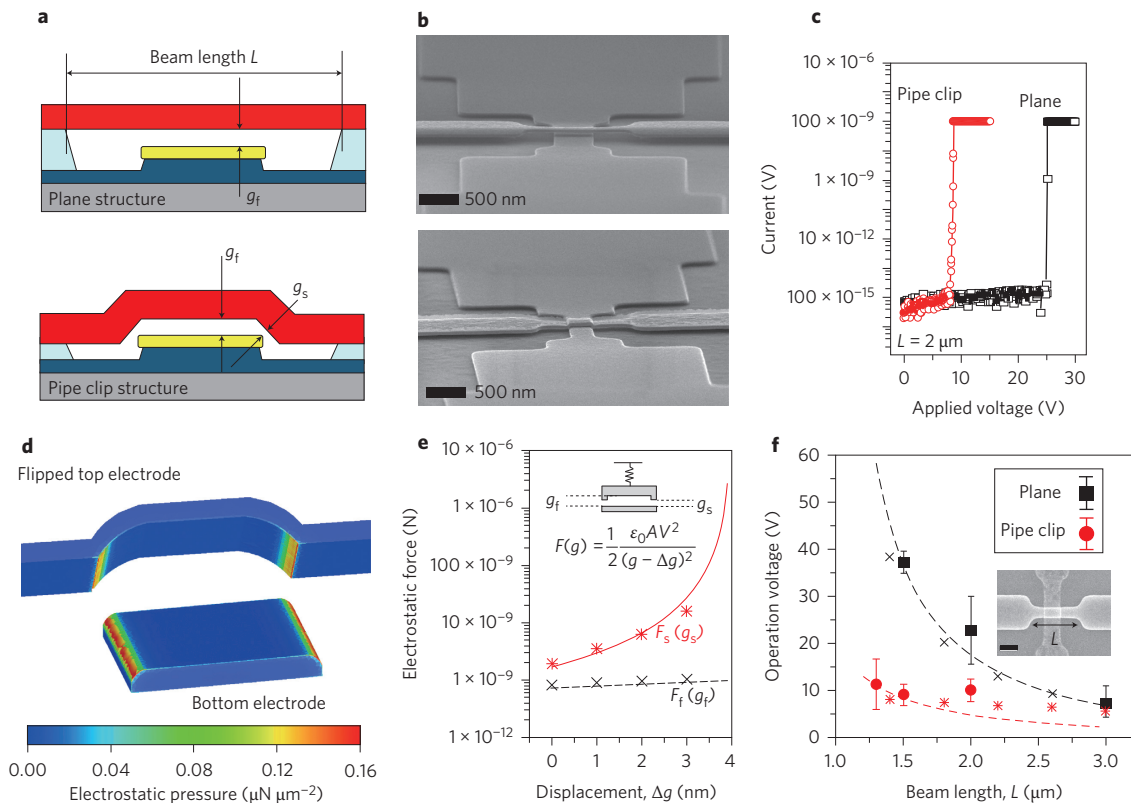 a
Beam length L
gf
Plane structure
gf
gs
Pipe clip structure
b
500 nm
500 nm
c
100 × 10⁻⁶
Pipe clip
Plane
100 × 10⁻⁹
1 × 10⁻⁹
Current (V)
10 × 10⁻¹²
100 × 10⁻¹⁵
L = 2 μm
0 10 20 30
Applied voltage (V)
d
Flipped top electrode
Bottom electrode
0.00 0.04 0.08 0.12 0.16
Electrostatic pressure (μN μm⁻²)
e
10 × 10⁻⁶
1 × 10⁻⁶
gf
gs
F(g) = 1/2 ε₀AV²/(g − Δg)²
100 × 10⁻⁹
Electrostatic force (N)
10 × 10⁻⁹
Fs(gs)
1 × 10⁻⁹
Ff(gf)
1 × 10⁻¹²
0 1 2 3 4
Displacement, Δg (nm)
f
60
Plane
50
Pipe clip
40
Operation voltage (V)
30
L
20
10
0
1.0 1.5 2.0 2.5 3.0
Beam length, L (μm)